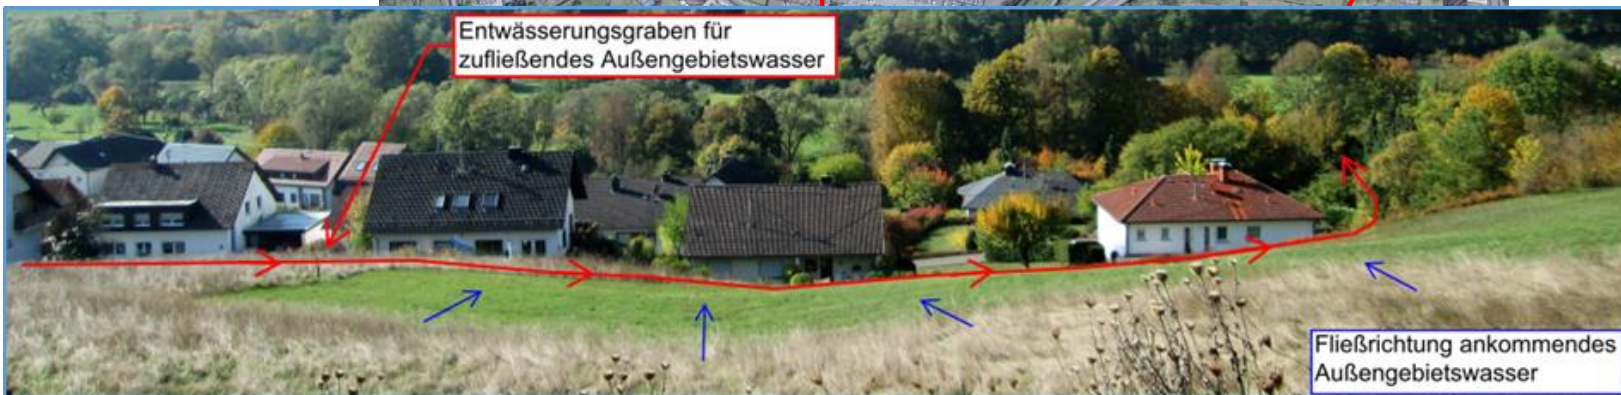 Entwässerungsgraben für
zufließendes Außengebietswasser
Fließrichtung ankommendes
Außengebietswasser